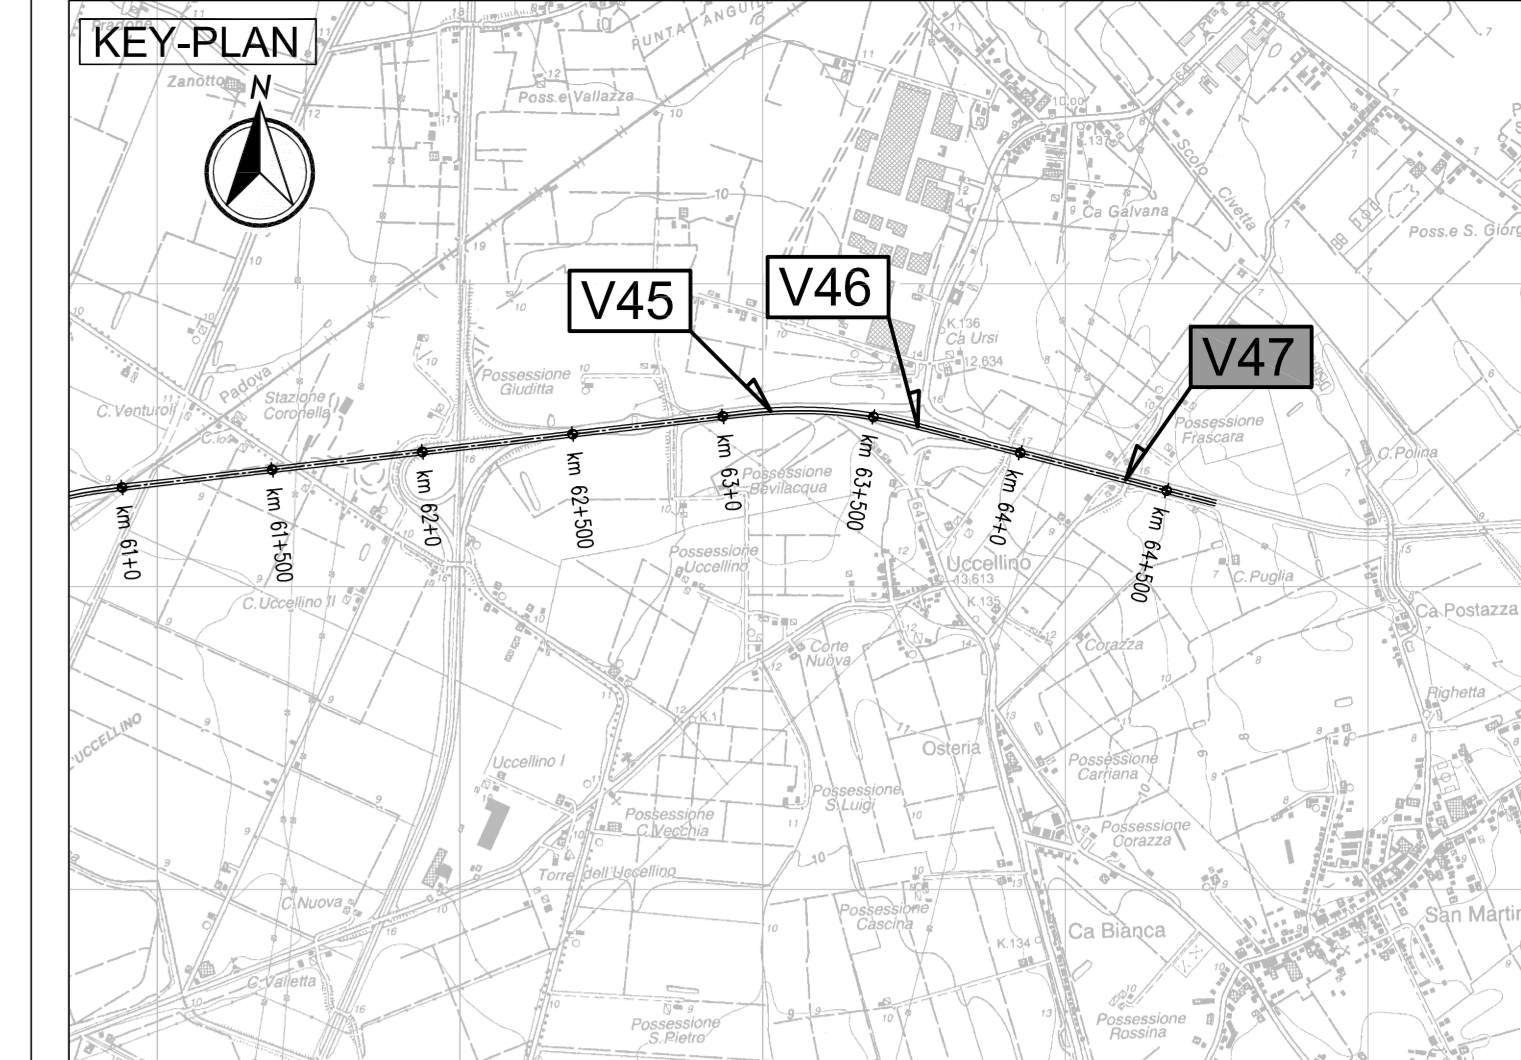 KEY-PLAN
N
Pradone
Zanotto
Poss.e Vallazza
PUNTA ANGUIL
Ca Galvana
Scolo
Civetta
Poss.e S. Giorg
V45
V46
V47
K.136
Ca Ursi
12.634
Possessione
Giuditta
Padova
Stazione
Coronella
C. Venturoli
Possessione
Frascara
C. Polina
Possessione
Bevilacqua
km 61+0
km 61+500
km 62+0
km 62+500
km 63+0
km 63+500
km 64+0
km 64+500
Possessione
Uccellino
Uccellino
13.613
K.135
C.Puglia
C.Uccellino II
Ca Postazza
Corte
Nuova
Corazza
Righetta
UCCELLINO
K.1
Uccellino I
Osteria
Possessione
Carriana
Possessione
S.Luigi
Possessione
C.Vecchia
Possessione
Corazza
Torre dell'Uccellino
C.Nuova
Possessione
Cascina
Ca Bianca
San Martin
K.134
C.Valletta
Possessione
S.Pietro
Possessione
Rossina